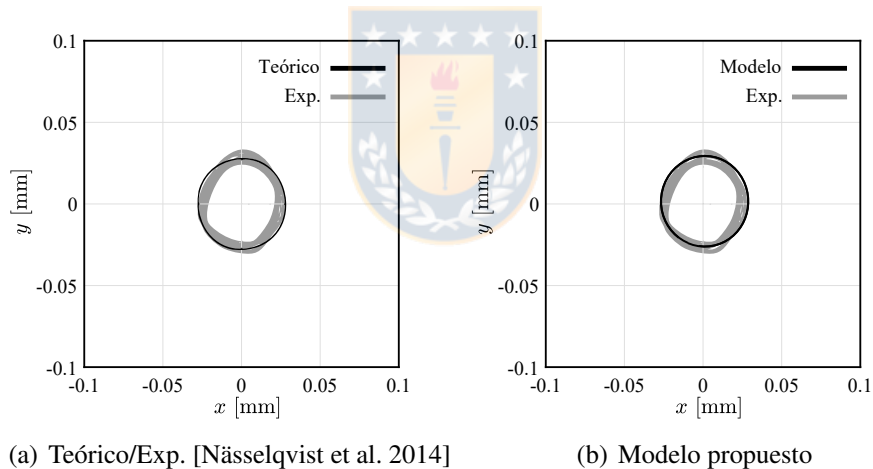 0.1
0.05
0
-0.05
-0.1
y [mm]
Teórico
Exp.
-0.1 -0.05 0 0.05 0.1
x [mm]
0.1
0.05
0
-0.05
-0.1
y [mm]
Modelo
Exp.
-0.1 -0.05 0 0.05 0.1
x [mm]
(a) Teórico/Exp. [Nässelqvist et al. 2014]
(b) Modelo propuesto